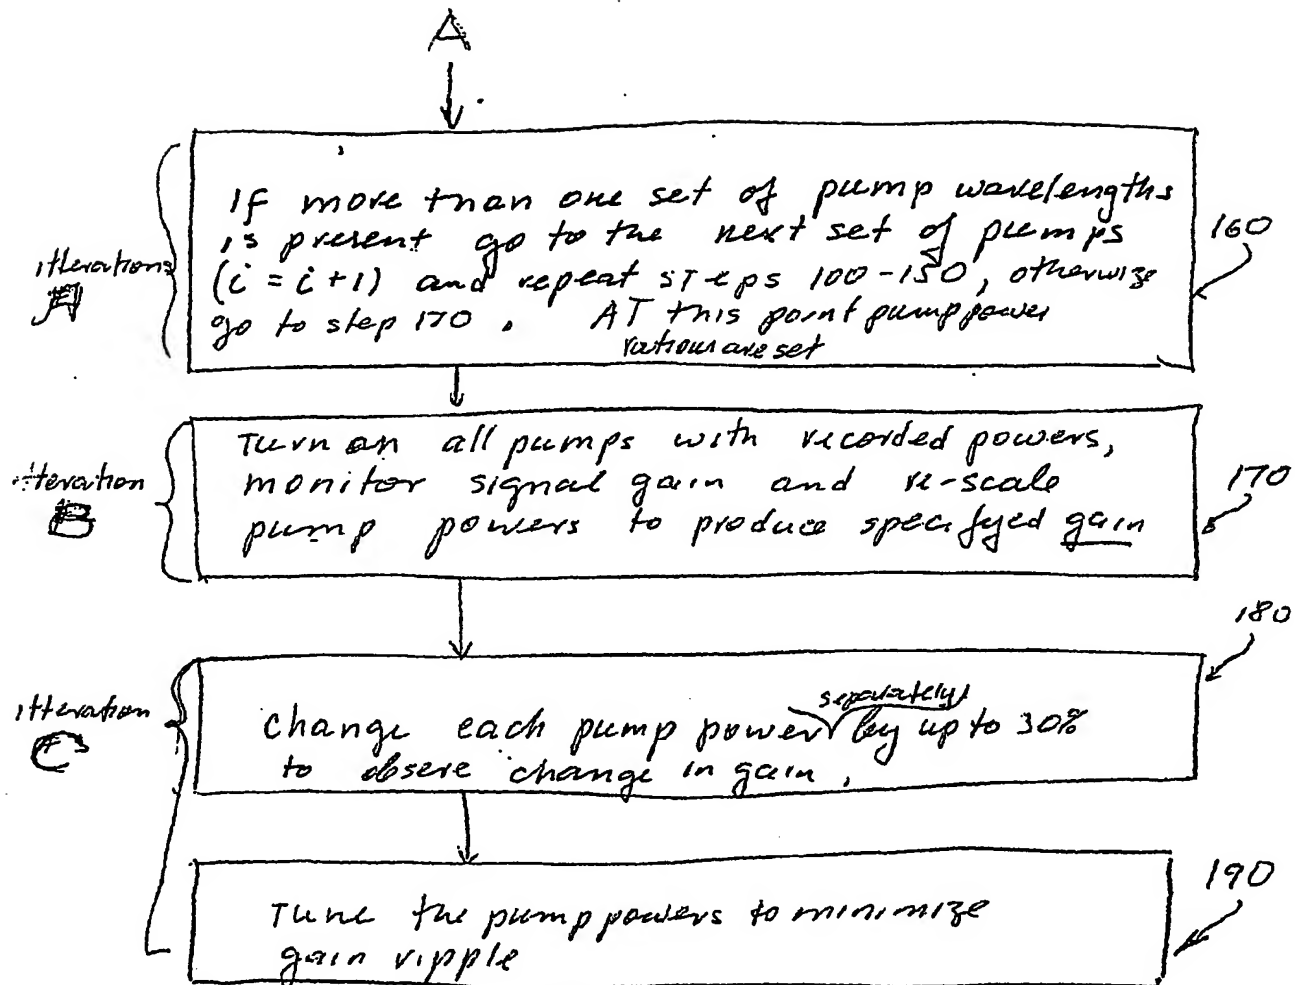 A
If more than one set of pump wavelengths
is present go to the next set of pumps
(i = i+1) and repeat steps 100-150, otherwize
go to step 170. AT this point pump power
rations are set
itterations
A
160
Turn on all pumps with recorded powers,
monitor signal gain and re-scale
pump powers to produce specifyed gain
itteration
B
170
180
separately
change each pump power by up to 30%
to obsere change in gain.
itteration
C
Tune the pump powers to minimize
gain ripple
190